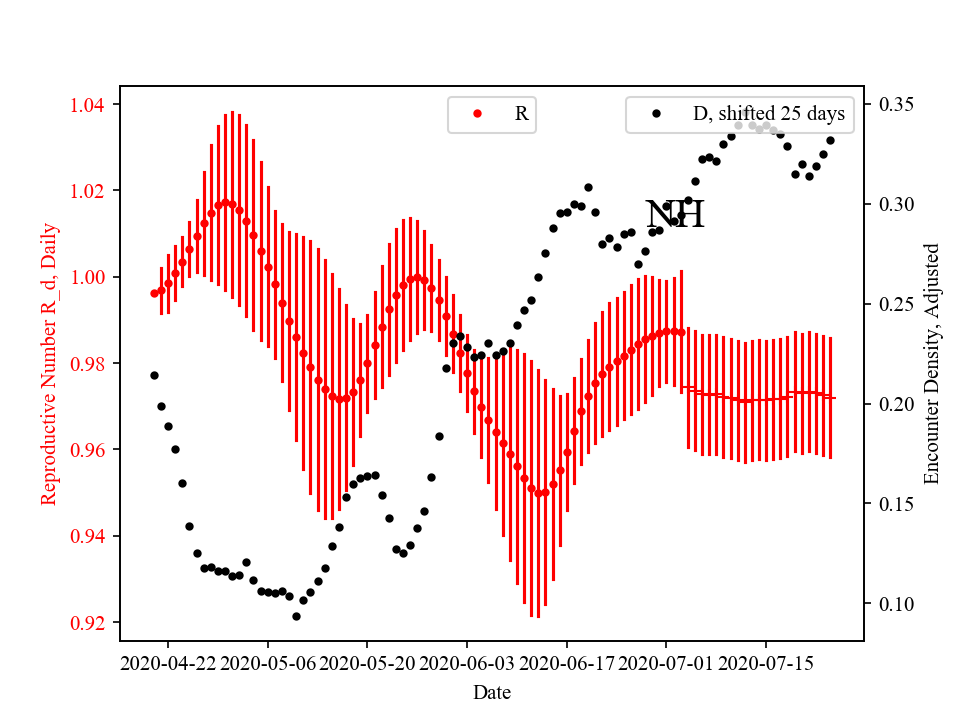 R
D, shifted 25 days
NH
Reproductive Number R_d, Daily
1.04
1.02
1.00
0.98
0.96
0.94
0.92
0.35
0.30
0.25
0.20
0.15
0.10
Encounter Density, Adjusted
2020-04-22 2020-05-06 2020-05-20 2020-06-03 2020-06-17 2020-07-01 2020-07-15
Date